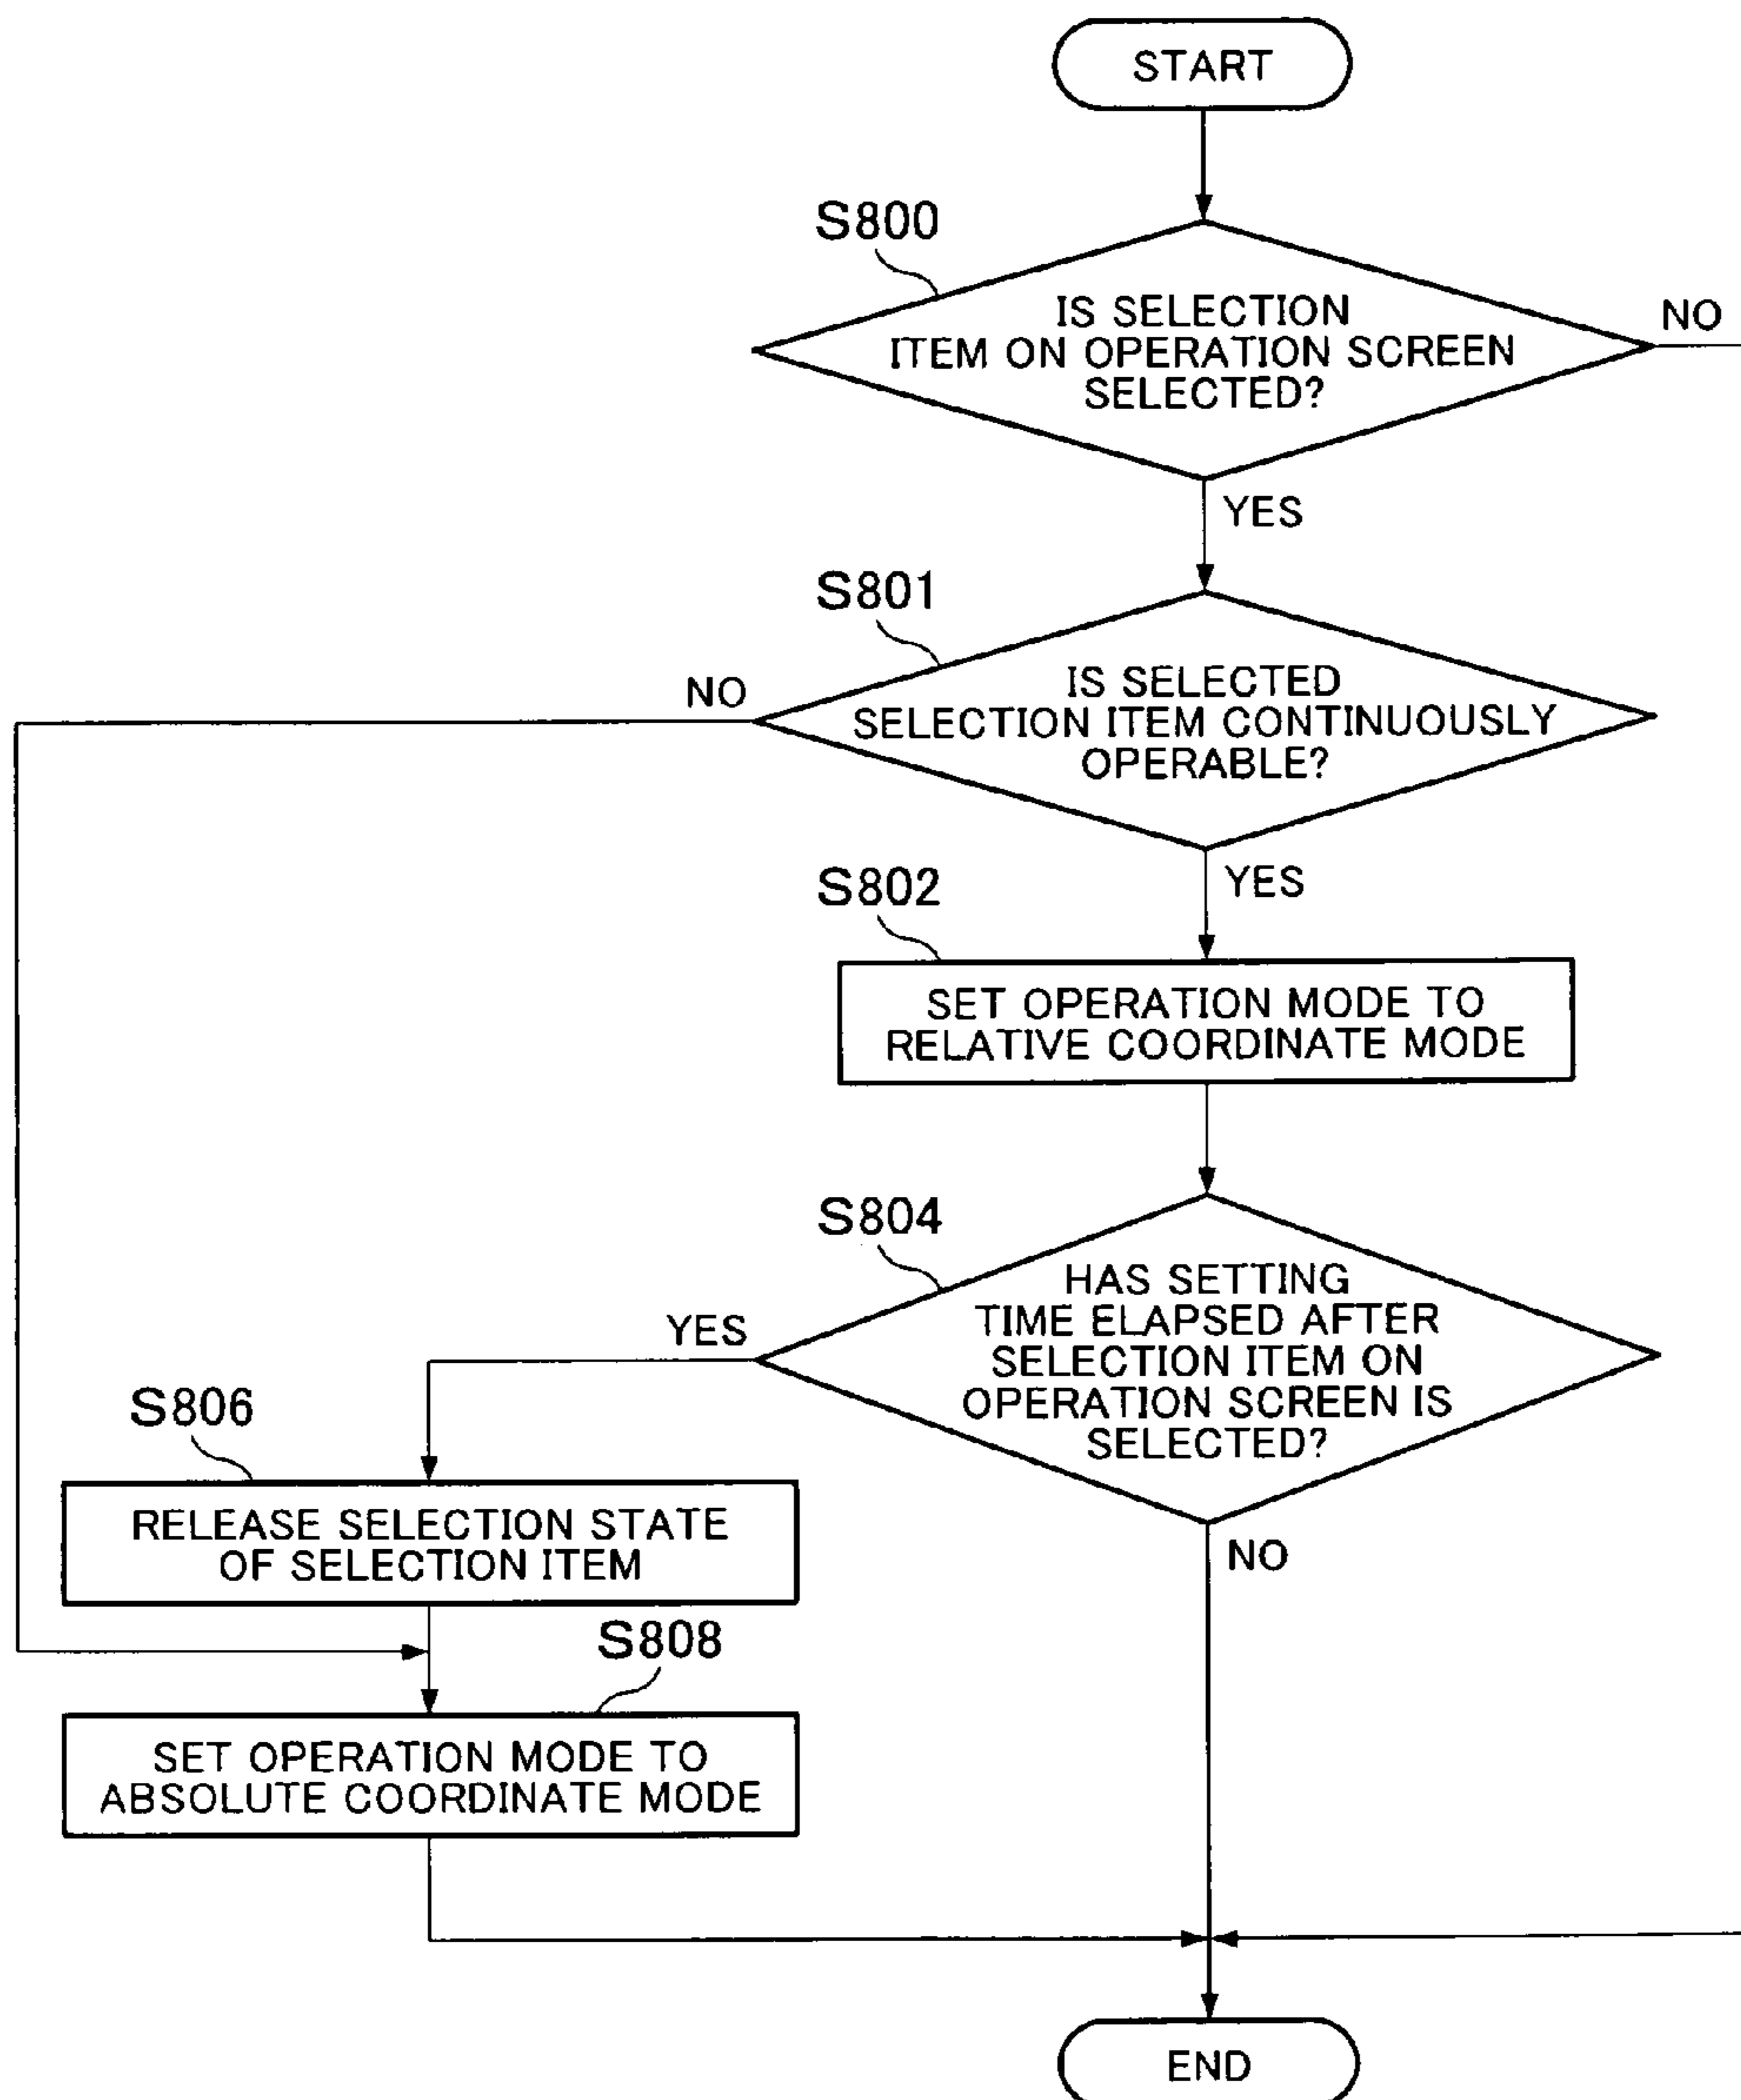 START
S800
IS SELECTION
ITEM ON OPERATION SCREEN
SELECTED?
NO
YES
S801
IS SELECTED
SELECTION ITEM CONTINUOUSLY
OPERABLE?
NO
YES
S802
SET OPERATION MODE TO
RELATIVE COORDINATE MODE
S804
HAS SETTING
TIME ELAPSED AFTER
SELECTION ITEM ON
OPERATION SCREEN IS
SELECTED?
YES
NO
S806
RELEASE SELECTION STATE
OF SELECTION ITEM
S808
SET OPERATION MODE TO
ABSOLUTE COORDINATE MODE
END